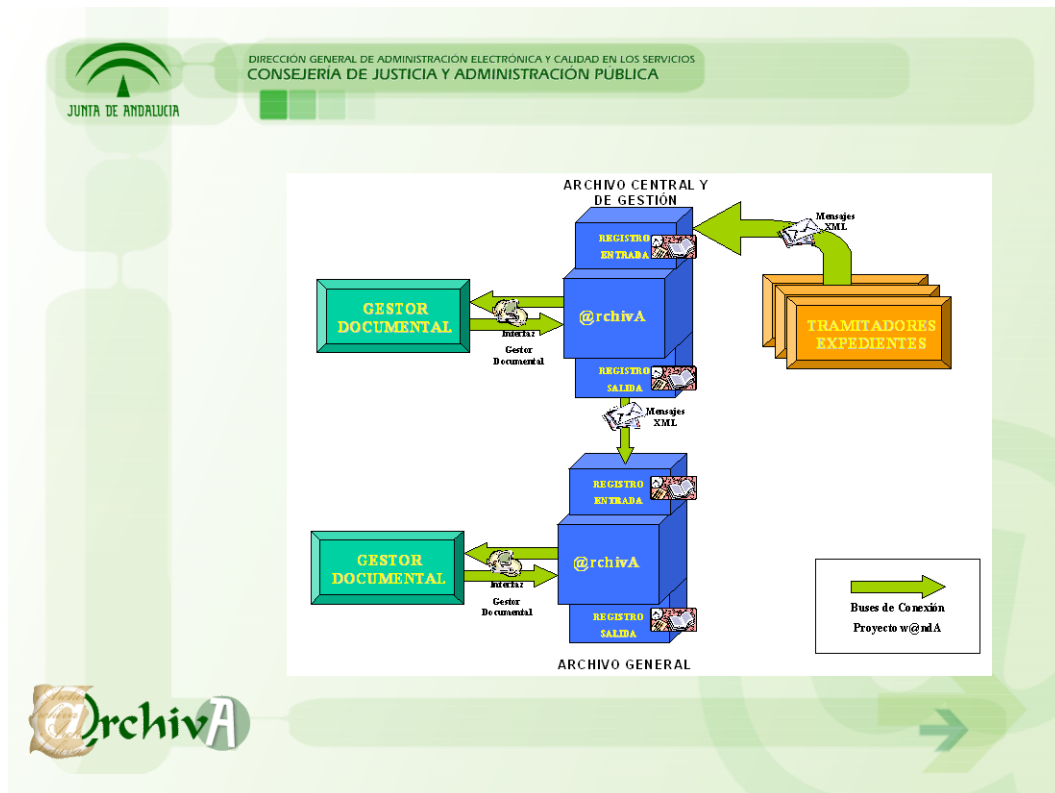 DIRECCIÓN GENERAL DE ADMINISTRACIÓN ELECTRÓNICA Y CALIDAD EN LOS SERVICIOS
CONSEJERÍA DE JUSTICIA Y ADMINISTRACIÓN PÚBLICA
JUNTA DE ANDALUCIA
ARCHIVO CENTRAL Y
DE GESTIÓN
Mensajes
XML
REGISTRO
ENTRADA
GESTOR
DOCUMENTAL
Interfaz
Gestor
Documental
@rchivA
TRAMITADORES
EXPEDIENTES
REGISTRO
SALIDA
Mensajes
XML
REGISTRO
ENTRADA
GESTOR
DOCUMENTAL
Interfaz
Gestor
Documental
@rchivA
REGISTRO
SALIDA
ARCHIVO GENERAL
Buses de Conexión
Proyecto w@ndA
@rchivA